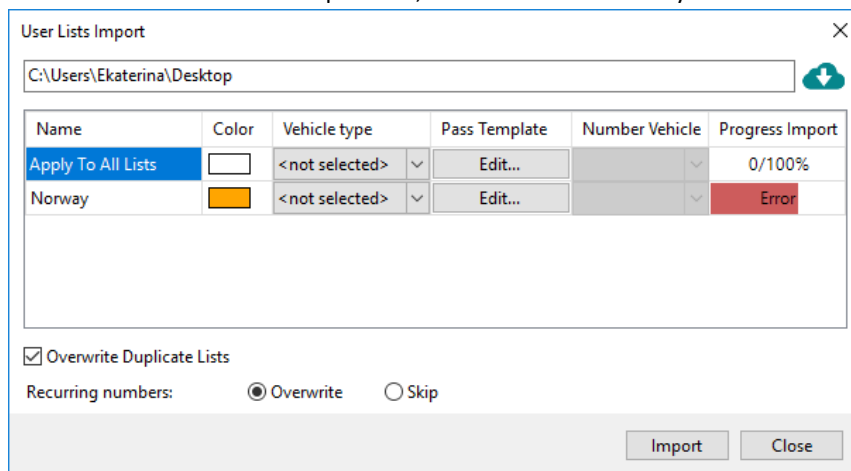 User Lists Import
C:\Users\Ekaterina\Desktop
Name Color Vehicle type Pass Template Number Vehicle Progress Import
Apply To All Lists <not selected> Edit... 0/100%
Norway <not selected> Edit... Error
Overwrite Duplicate Lists
Recurring numbers: Overwrite Skip
Import Close